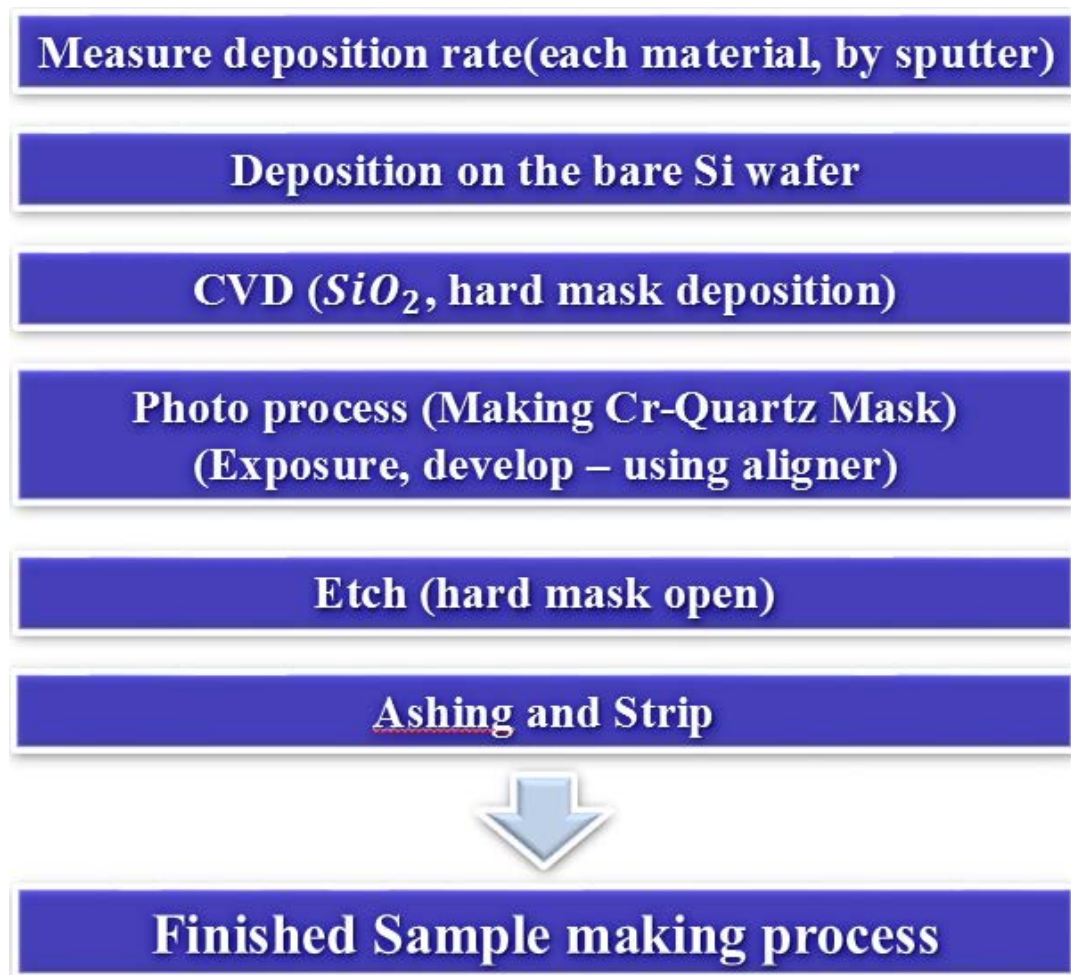 Measure deposition rate(each material, by sputter)
Deposition on the bare Si wafer
CVD (SiO₂, hard mask deposition)
Photo process (Making Cr-Quartz Mask)
(Exposure, develop – using aligner)
Etch (hard mask open)
Ashing and Strip
Finished Sample making process